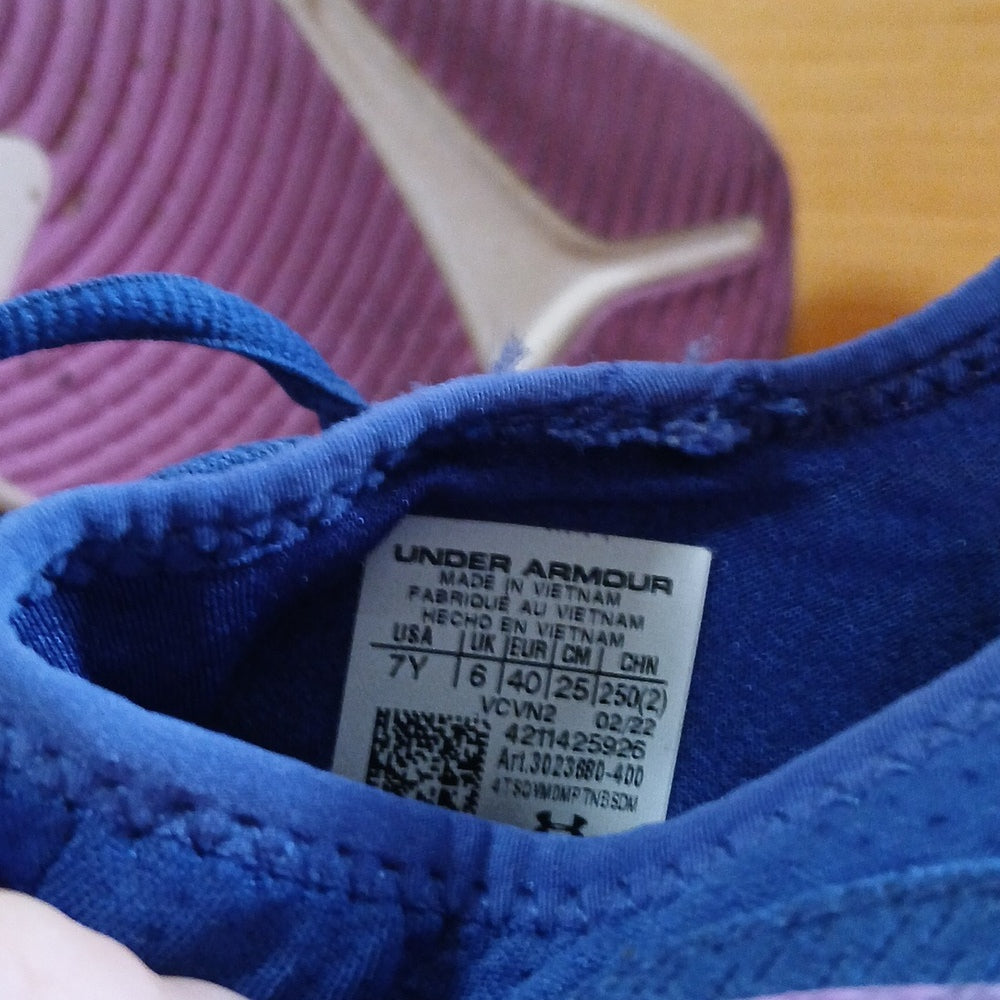 UNDER ARMOUR
MADE IN VIETNAM
FABRIQUÉ AU VIETNAM
HECHO EN VIETNAM
USA UK EUR CM CHN
7Y 6 40 25 250(2)
VCVN2 02/22
4211425926
Art.3023680-400